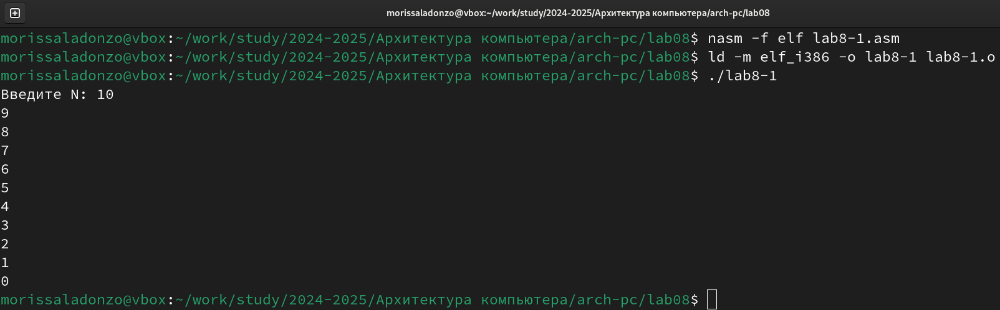 morissaladonzo@vbox:~/work/study/2024-2025/Архитектура компьютера/arch-pc/lab08
morissaladonzo@vbox:~/work/study/2024-2025/Архитектура компьютера/arch-pc/lab08$ nasm -f elf lab8-1.asm
morissaladonzo@vbox:~/work/study/2024-2025/Архитектура компьютера/arch-pc/lab08$ ld -m elf_i386 -o lab8-1 lab8-1.o
morissaladonzo@vbox:~/work/study/2024-2025/Архитектура компьютера/arch-pc/lab08$ ./lab8-1
Введите N: 10
9
8
7
6
5
4
3
2
1
0
morissaladonzo@vbox:~/work/study/2024-2025/Архитектура компьютера/arch-pc/lab08$